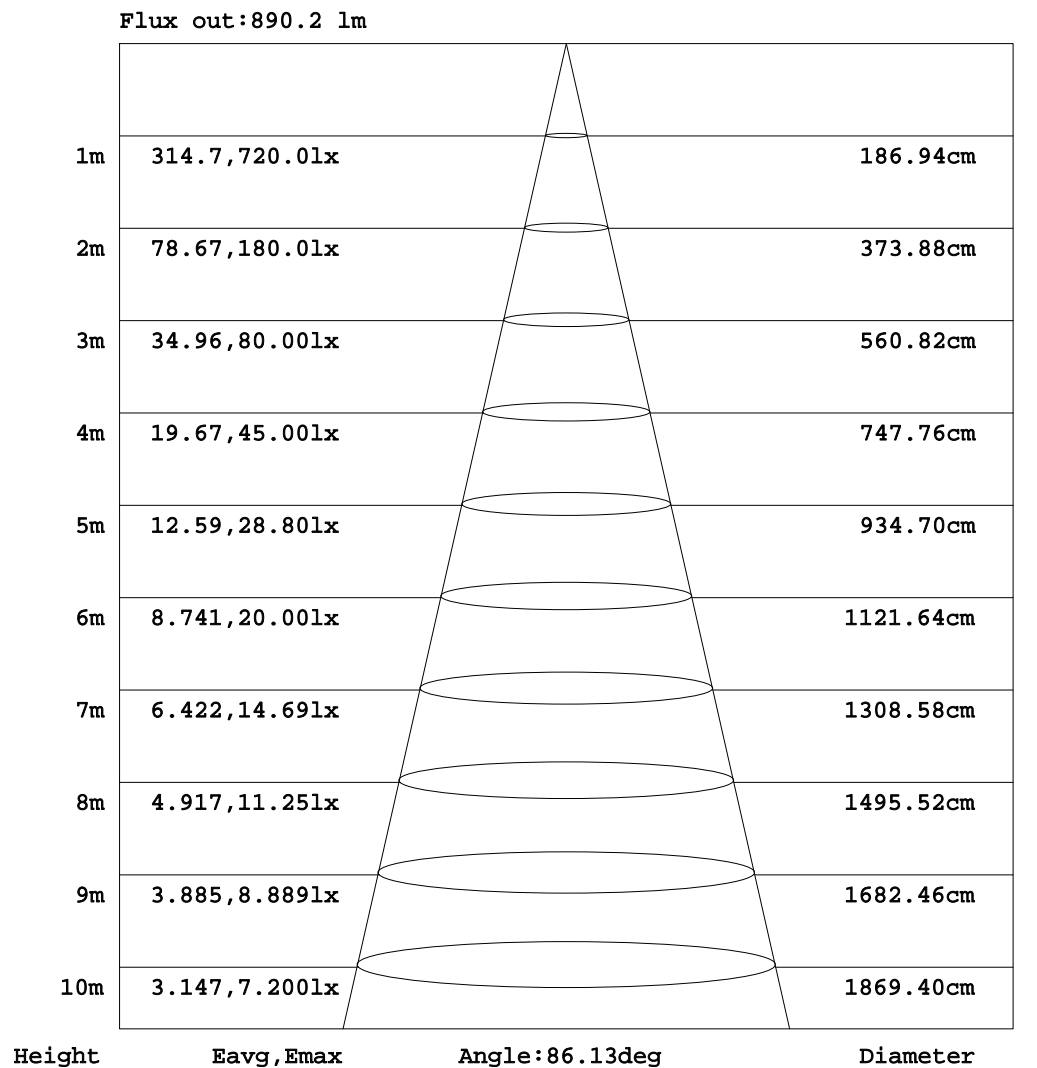 Flux out:890.2 lm
1m 314.7,720.0lx 186.94cm
2m 78.67,180.0lx 373.88cm
3m 34.96,80.00lx 560.82cm
4m 19.67,45.00lx 747.76cm
5m 12.59,28.80lx 934.70cm
6m 8.741,20.00lx 1121.64cm
7m 6.422,14.69lx 1308.58cm
8m 4.917,11.25lx 1495.52cm
9m 3.885,8.889lx 1682.46cm
10m 3.147,7.200lx 1869.40cm
Height Eavg,Emax Angle:86.13deg Diameter